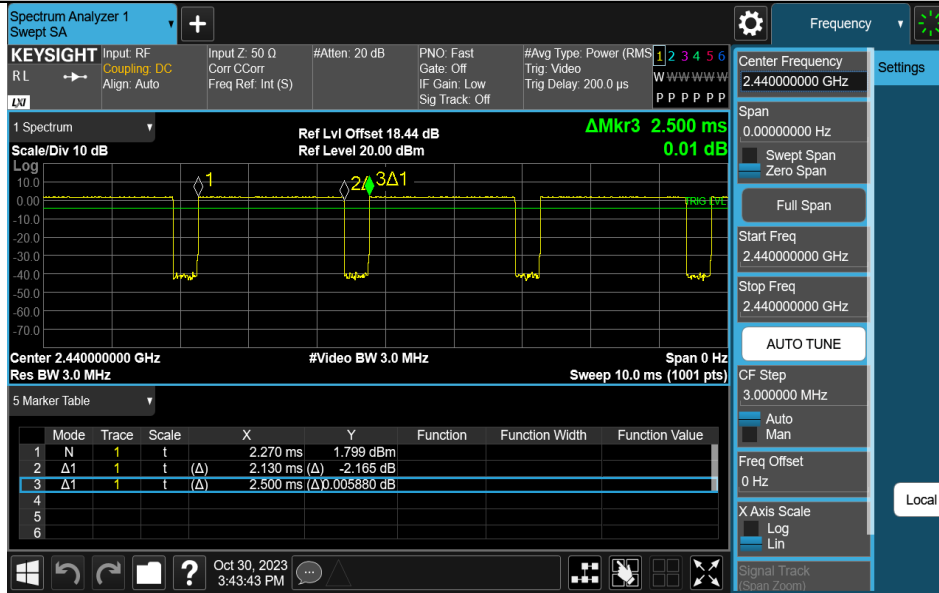 Spectrum Analyzer 1
Swept SA
+
Frequency
KEYSIGHT
RL
LXI
Input: RF
Coupling: DC
Align: Auto
Input Z: 50 Ω
Corr CCorr
Freq Ref: Int (S)
#Atten: 20 dB
PNO: Fast
Gate: Off
IF Gain: Low
Sig Track: Off
#Avg Type: Power (RMS
Trig: Video
Trig Delay: 200.0 µs
1 2 3 4 5 6
W W W W W W
P P P P P P
1 Spectrum
Scale/Div 10 dB
Ref Lvl Offset 18.44 dB
Ref Level 20.00 dBm
ΔMkr3 2.500 ms
0.01 dB
Log
10.0
0.00
-10.0
-20.0
-30.0
-40.0
-50.0
-60.0
-70.0
1
2Δ
3Δ1
TRIG LVL
Center 2.440000000 GHz
#Video BW 3.0 MHz
Span 0 Hz
Res BW 3.0 MHz
Sweep 10.0 ms (1001 pts)
5 Marker Table
Mode Trace Scale X Y Function Function Width Function Value
1 N 1 t 2.270 ms 1.799 dBm
2 Δ1 1 t (Δ) 2.130 ms (Δ) -2.165 dB
3 Δ1 1 t (Δ) 2.500 ms (Δ)0.005880 dB
4
5
6
?
Oct 30, 2023
3:43:43 PM
Center Frequency
2.440000000 GHz
Span
0.00000000 Hz
Swept Span
Zero Span
Full Span
Start Freq
2.440000000 GHz
Stop Freq
2.440000000 GHz
AUTO TUNE
CF Step
3.000000 MHz
Auto
Man
Freq Offset
0 Hz
X Axis Scale
Log
Lin
Signal Track
(Span Zoom)
Settings
Local